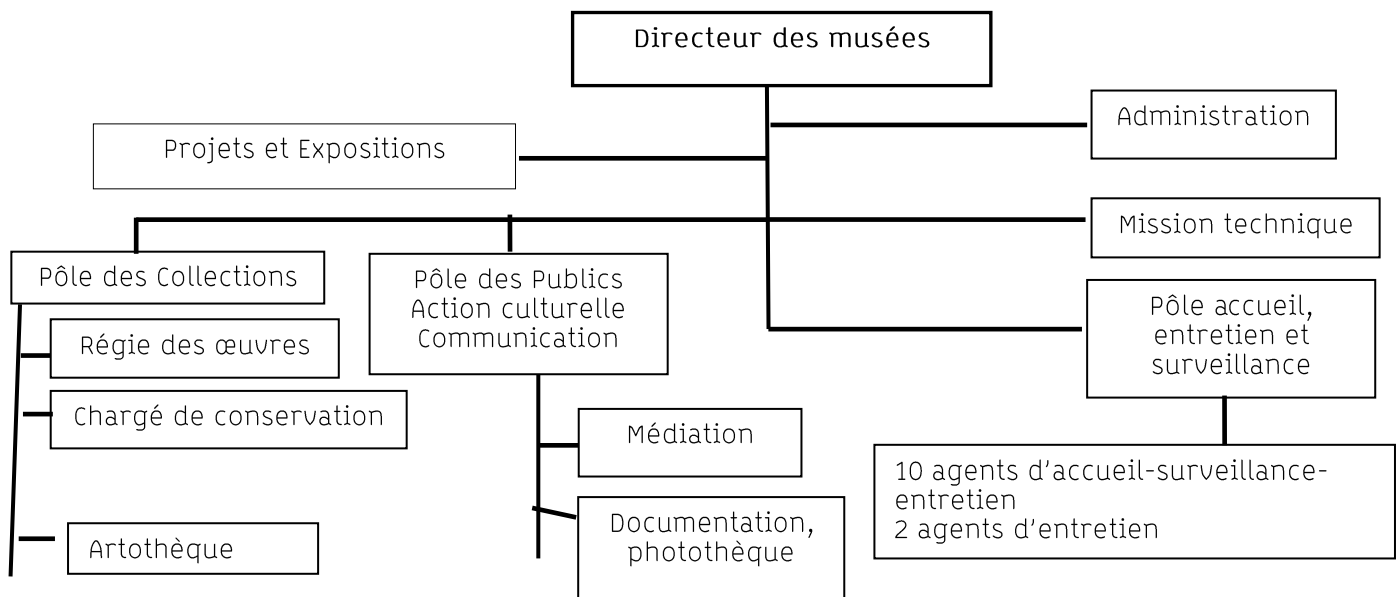 Directeur des musées
Administration
Projets et Expositions
Mission technique
Pôle des Collections
Pôle des Publics
Action culturelle
Communication
Pôle accueil,
entretien et
surveillance
Régie des œuvres
Chargé de conservation
Médiation
10 agents d’accueil-surveillance-
entretien
2 agents d’entretien
Documentation,
photothèque
Artothèque